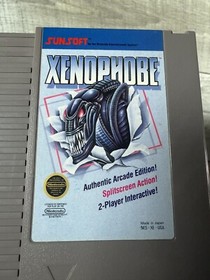 SUNSOFT
XENOPHOBE
Authentic Arcade Edition!
Splitscreen Action!
2-Player Interactive!
Made in Japan